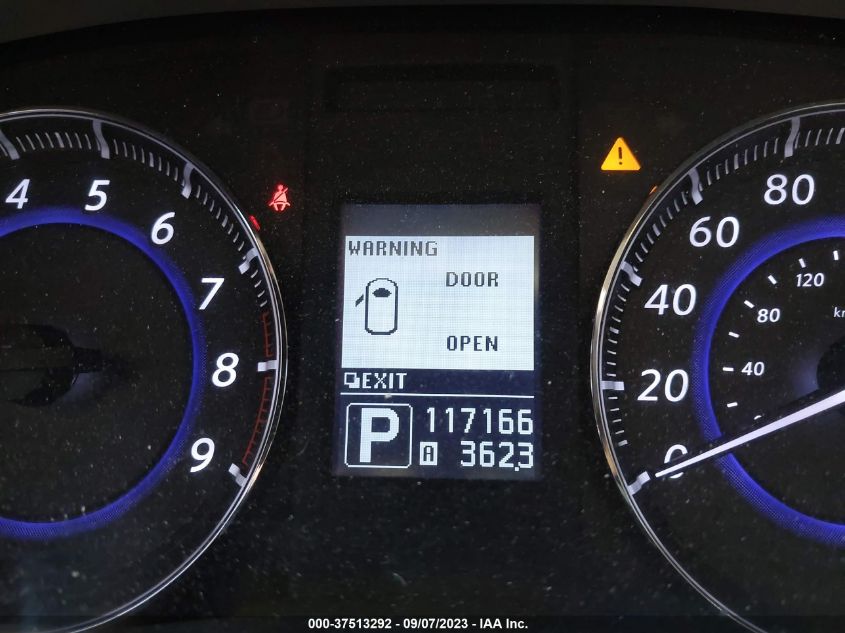 4 5 6 7 8 9
WARNING
DOOR
OPEN
EXIT
P 117166
A 362.3
0 20 40 60 80
40 80 120
000-37513292 - 09/07/2023 - IAA Inc.